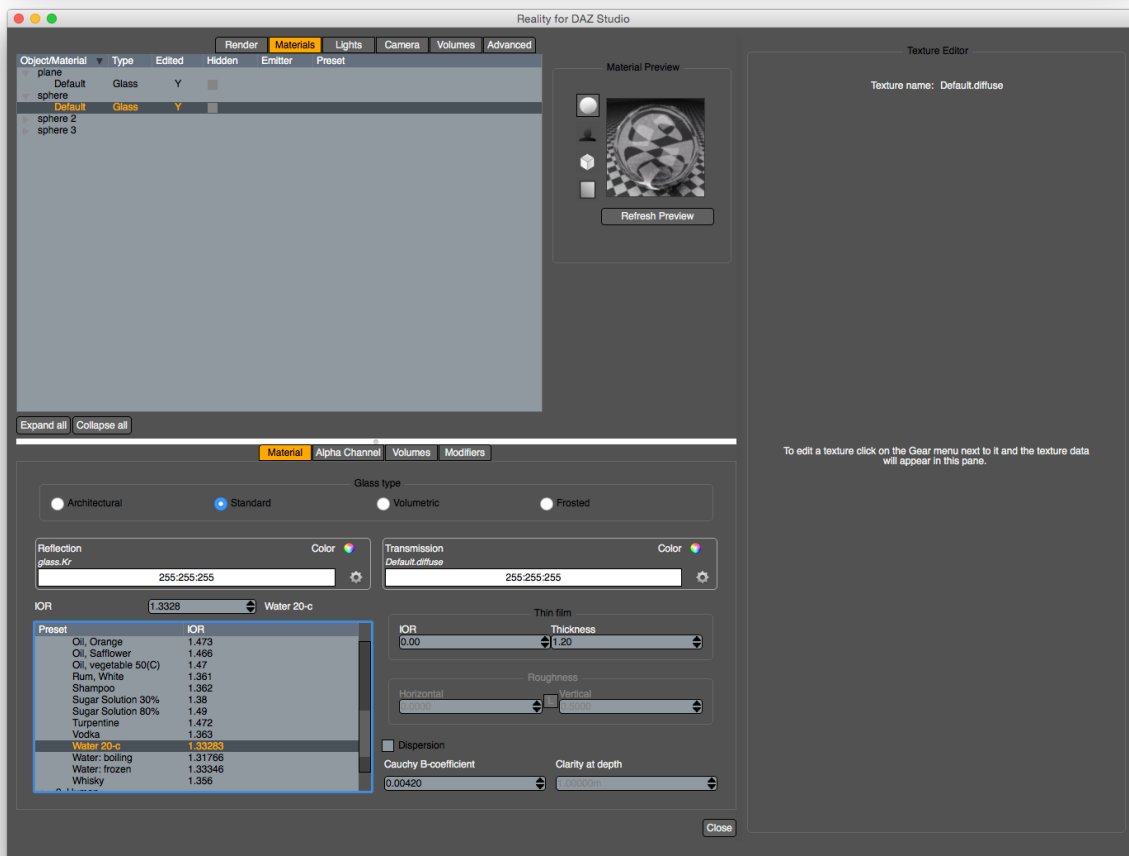 Reality for DAZ Studio
Render Materials Lights Camera Volumes Advanced
Object/Material Type Edited Hidden Emitter Preset
plane
Default Glass Y
sphere
Default Glass Y
sphere 2
sphere 3
Material Preview
Refresh Preview
Texture Editor
Texture name: Default.diffuse
To edit a texture click on the Gear menu next to it and the texture data
will appear in this pane.
Expand all Collapse all
Material Alpha Channel Volumes Modifiers
Glass type
Architectural Standard Volumetric Frosted
Reflection Color
glass.Kr
255:255:255
Transmission Color
Default.diffuse
255:255:255
IOR 1.3328 Water 20-c
Preset IOR
Oil, Orange 1.473
Oil, Safflower 1.466
Oil, vegetable 50(C) 1.47
Rum, White 1.361
Shampoo 1.362
Sugar Solution 30% 1.38
Sugar Solution 80% 1.49
Turpentine 1.472
Vodka 1.363
Water 20-c 1.33283
Water: boiling 1.31766
Water: frozen 1.33346
Whisky 1.356
Thin film
IOR Thickness
0.00 1.20
Roughness
Horizontal Vertical
0.0000 L 0.5000
Dispersion
Cauchy B-coefficient Clarity at depth
0.00420 1.00000m
Close